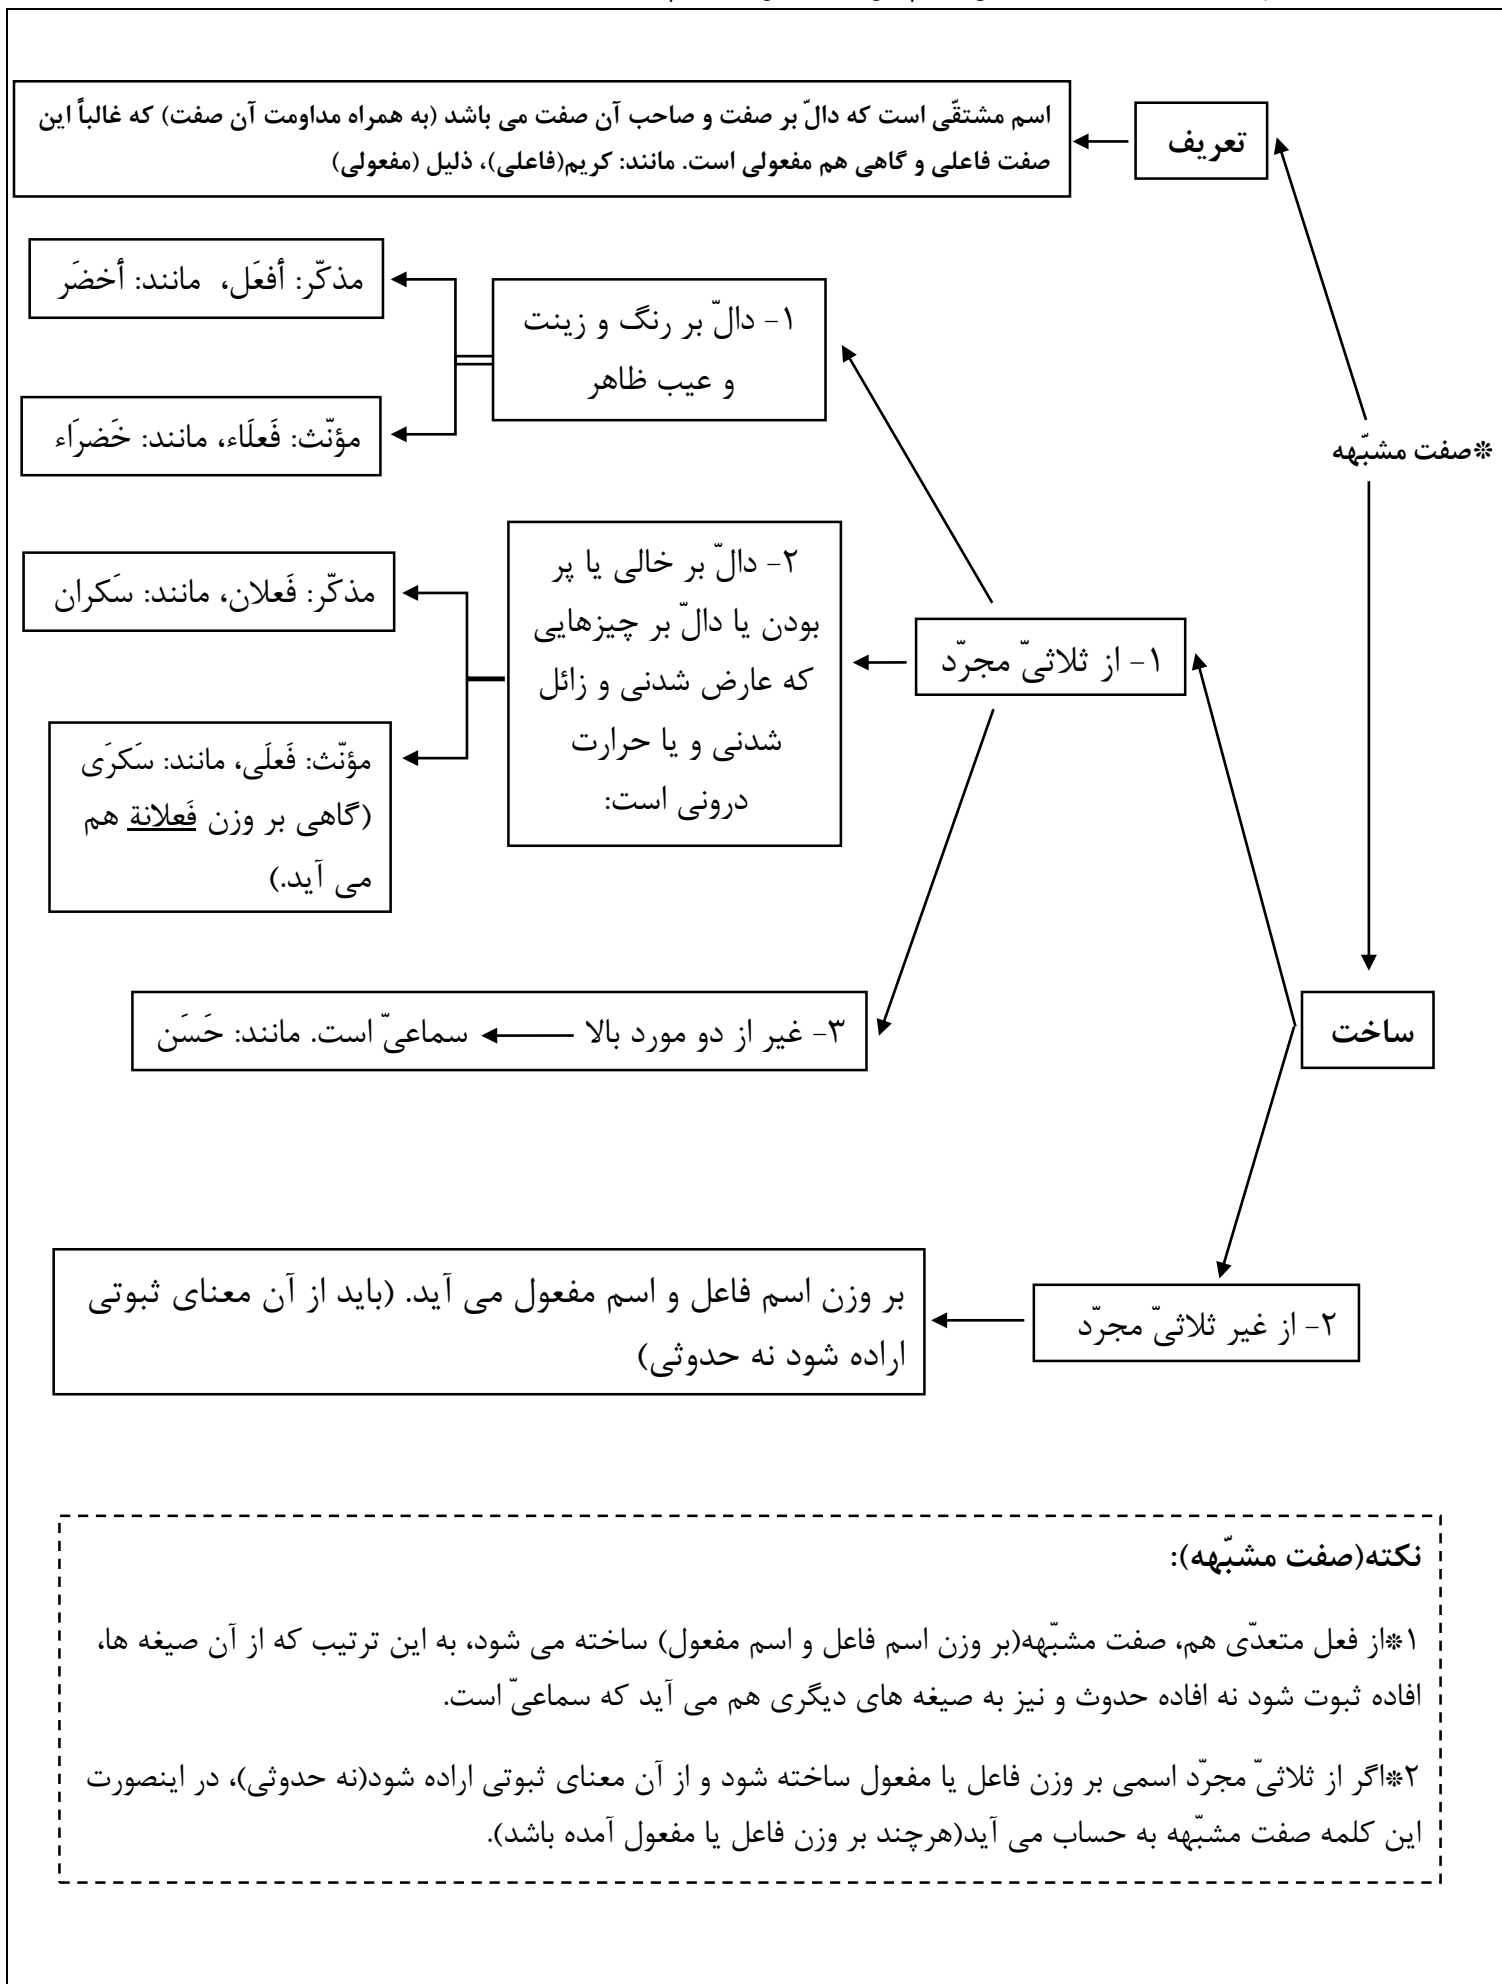 *صفت مشبّهه
تعریف
اسم مشتقّی است که دالّ بر صفت و صاحب آن صفت می باشد (به همراه مداومت آن صفت) که غالباً این
صفت فاعلی و گاهی هم مفعولی است. مانند: کریم(فاعلی)، ذلیل (مفعولی)
ساخت
۱- از ثلاثیّ مجرّد
۱- دالّ بر رنگ و زینت
و عیب ظاهر
مذکّر: أفعَل، مانند: أخضَر
مؤنّث: فَعلَاء، مانند: خَضرَاء
۲- دالّ بر خالی یا پر
بودن یا دالّ بر چیزهایی
که عارض شدنی و زائل
شدنی و یا حرارت
درونی است:
مذکّر: فَعلان، مانند: سَکران
مؤنّث: فَعلَی، مانند: سَکرَی
(گاهی بر وزن فَعلانة هم
می آید.)
۳- غیر از دو مورد بالا سماعیّ است. مانند: حَسَن
۲- از غیر ثلاثیّ مجرّد
بر وزن اسم فاعل و اسم مفعول می آید. (باید از آن معنای ثبوتی
اراده شود نه حدوثی)
نکته(صفت مشبّهه):
۱*از فعل متعدّی هم، صفت مشبّهه(بر وزن اسم فاعل و اسم مفعول) ساخته می شود، به این ترتیب که از آن صیغه ها،
افاده ثبوت شود نه افاده حدوث و نیز به صیغه های دیگری هم می آید که سماعیّ است.
۲*اگر از ثلاثیّ مجرّد اسمی بر وزن فاعل یا مفعول ساخته شود و از آن معنای ثبوتی اراده شود(نه حدوثی)، در اینصورت
این کلمه صفت مشبّهه به حساب می آید(هرچند بر وزن فاعل یا مفعول آمده باشد).